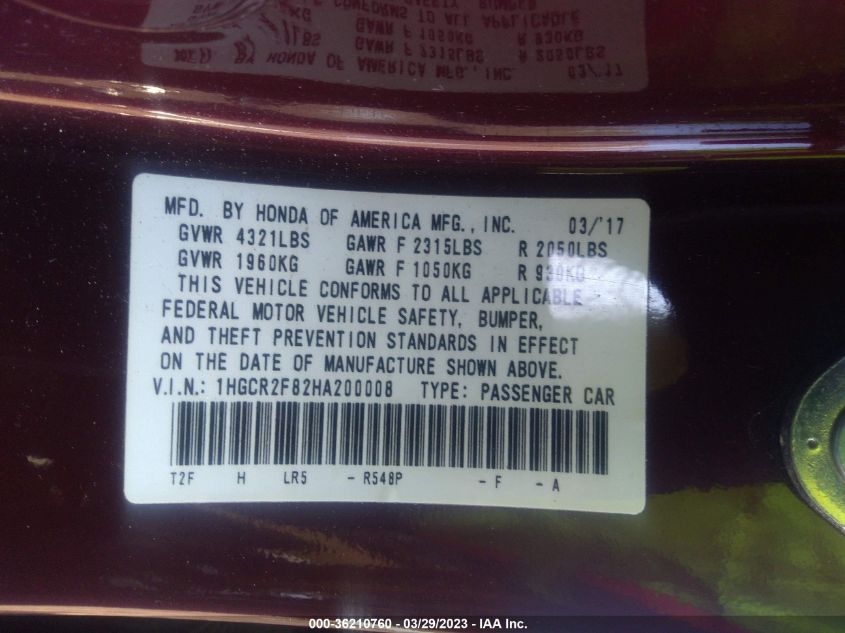 MFD. BY HONDA OF AMERICA MFG., INC. 03/'17
GVWR 4321LBS GAWR F 2315LBS R 2050LBS
GVWR 1960KG GAWR F 1050KG R 930KG
THIS VEHICLE CONFORMS TO ALL APPLICABLE
FEDERAL MOTOR VEHICLE SAFETY, BUMPER,
AND THEFT PREVENTION STANDARDS IN EFFECT
ON THE DATE OF MANUFACTURE SHOWN ABOVE.
V.I.N.: 1HGCR2F82HA200008 TYPE: PASSENGER CAR
T2F H LR5 - R548P - F - A
000-36210760 - 03/29/2023 - IAA Inc.